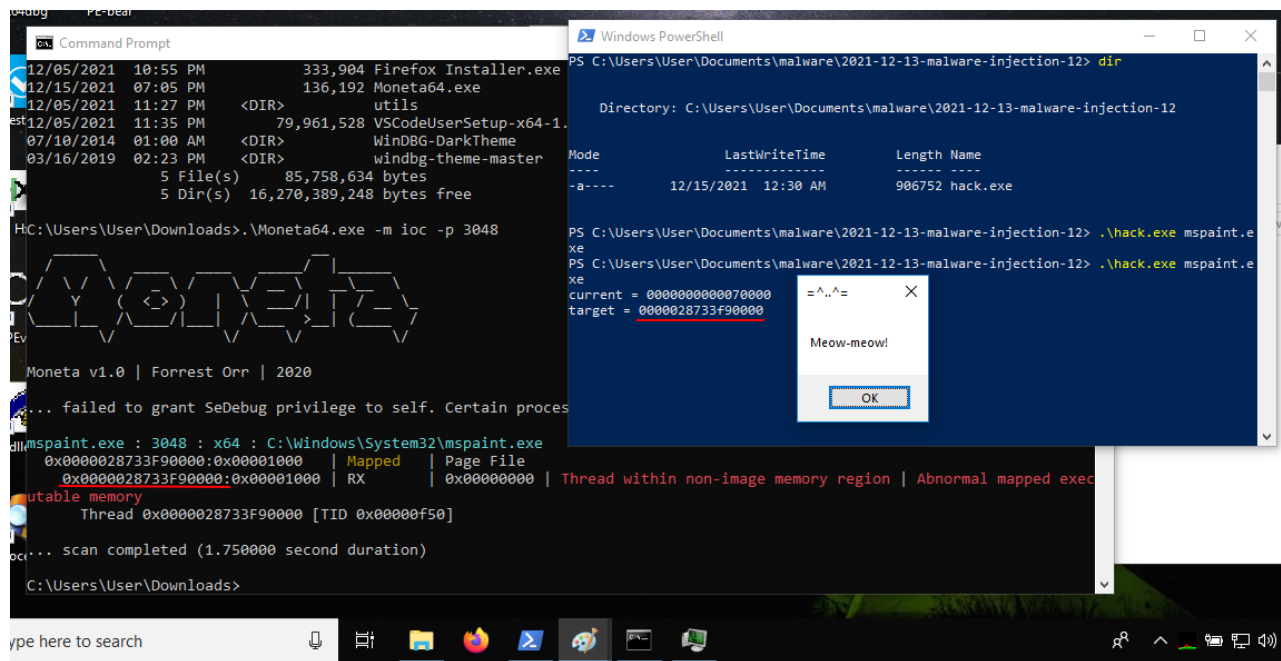 x64dbg PE-bear
Command Prompt
12/05/2021 10:55 PM 333,904 Firefox Installer.exe
12/15/2021 07:05 PM 136,192 Moneta64.exe
12/05/2021 11:27 PM <DIR> utils
12/05/2021 11:35 PM 79,961,528 VSCodeUserSetup-x64-1.
07/10/2014 01:00 AM <DIR> WinDBG-DarkTheme
03/16/2019 02:23 PM <DIR> windbg-theme-master
5 File(s) 85,758,634 bytes
5 Dir(s) 16,270,389,248 bytes free
C:\Users\User\Downloads>.\Moneta64.exe -m ioc -p 3048
Moneta
Moneta v1.0 | Forrest Orr | 2020
... failed to grant SeDebug privilege to self. Certain proces
mspaint.exe : 3048 : x64 : C:\Windows\System32\mspaint.exe
0x0000028733F90000:0x00001000 | Mapped | Page File
0x0000028733F90000:0x00001000 | RX | 0x00000000 | Thread within non-image memory region | Abnormal mapped exec
utable memory
Thread 0x0000028733F90000 [TID 0x00000f50]
... scan completed (1.750000 second duration)
C:\Users\User\Downloads>
Windows PowerShell
PS C:\Users\User\Documents\malware\2021-12-13-malware-injection-12> dir
Directory: C:\Users\User\Documents\malware\2021-12-13-malware-injection-12
Mode LastWriteTime Length Name
---- ------------- ------ ----
-a---- 12/15/2021 12:30 AM 906752 hack.exe
PS C:\Users\User\Documents\malware\2021-12-13-malware-injection-12> .\hack.exe mspaint.e
xe
PS C:\Users\User\Documents\malware\2021-12-13-malware-injection-12> .\hack.exe mspaint.e
xe
current = 0000000000070000
target = 0000028733f90000
=^..^=
Meow-meow!
OK
ype here to search